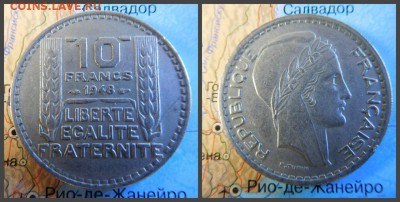 COINS.LAVE.RU
Салвадор
10
FRANCS
1948
LIBERTE
EGALITE
FRATERNITE
Салвадор
REPUBLIQUE FRANÇAISE
Рио-де-Жанейро
Рио-де-Жанейро